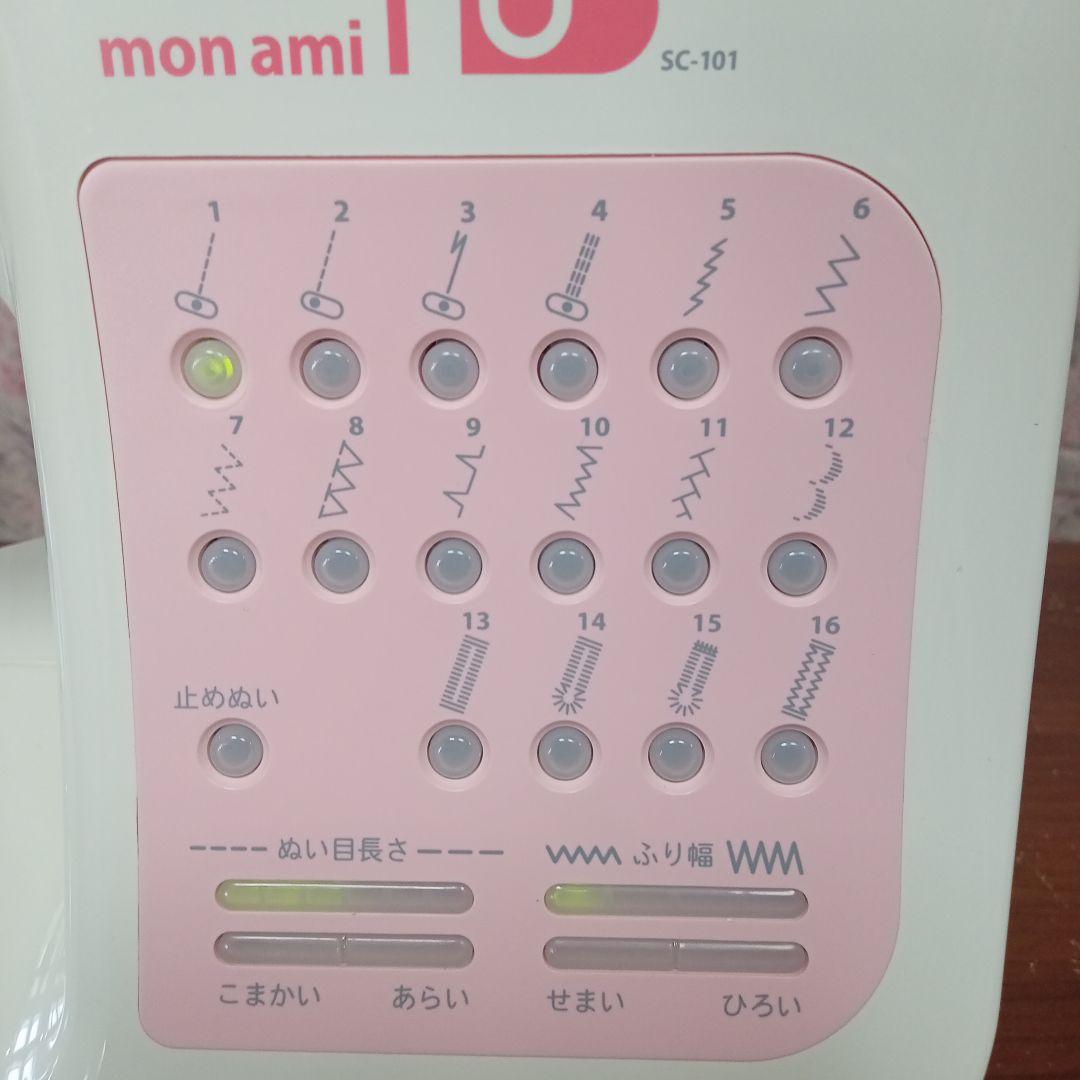 mon ami
SC-101
1 2 3 4 5 6
7 8 9 10 11 12
13 14 15 16
止めぬい
ぬい目長さ ふり幅
こまかい あらい せまい ひろい